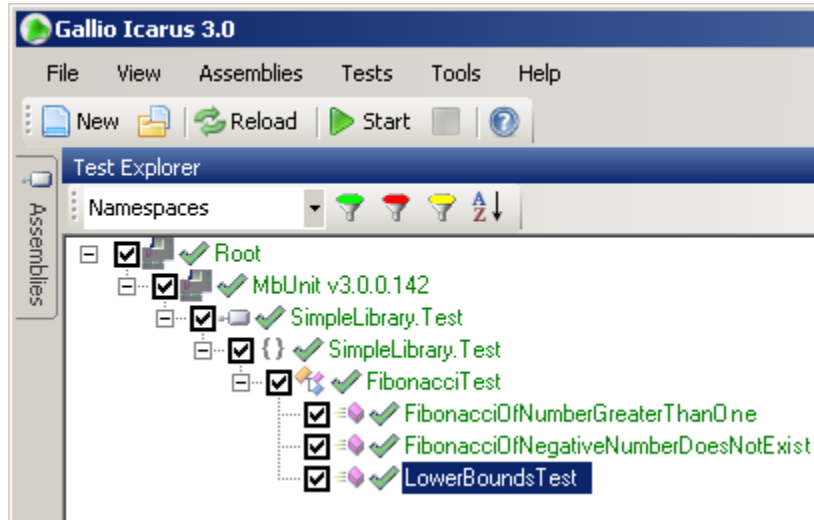 Gallio Icarus 3.0
File View Assemblies Tests Tools Help
New Reload Start
Assemblies
Test Explorer
Namespaces
Root
MbUnit v3.0.0.142
SimpleLibrary.Test
SimpleLibrary.Test
FibonacciTest
FibonacciOfNumberGreaterThanOne
FibonacciOfNegativeNumberDoesNotExist
LowerBoundsTest